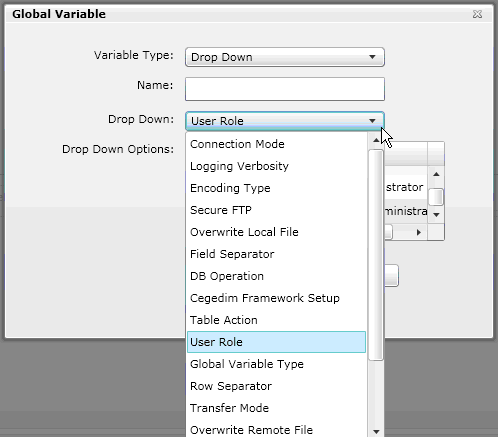 Global Variable
Variable Type: Drop Down
Name:
Drop Down: User Role
Drop Down Options:
Connection Mode
Logging Verbosity
Encoding Type
Secure FTP
Overwrite Local File
Field Separator
DB Operation
Cegedim Framework Setup
Table Action
User Role
Global Variable Type
Row Separator
Transfer Mode
Overwrite Remote File
istrator
ministra